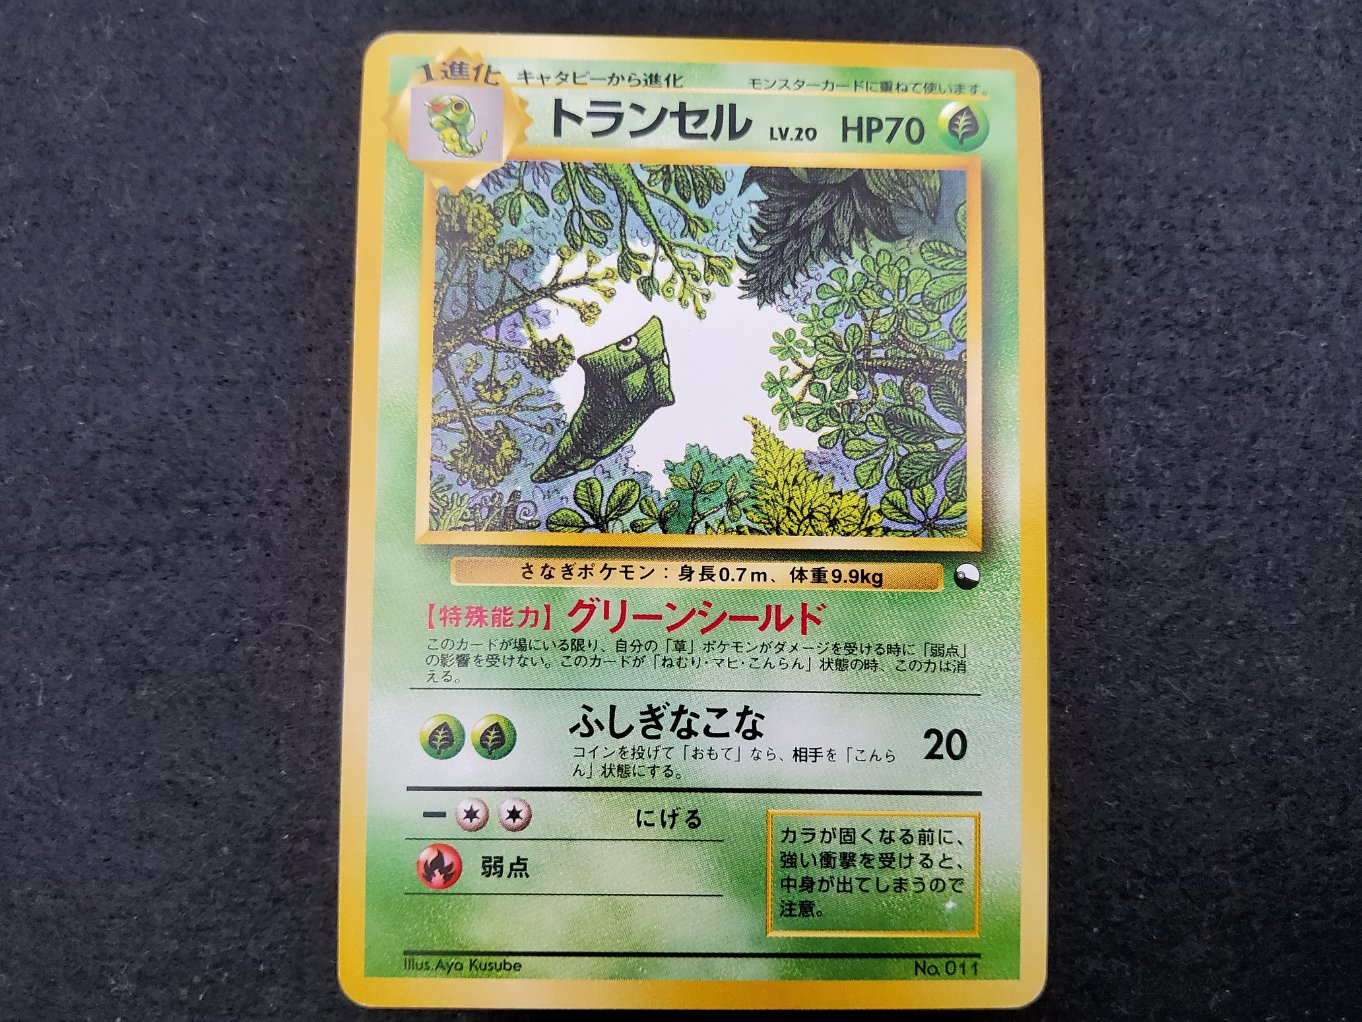 1進化 キャタピーから進化 モンスターカードに重ねて使います。
トランセル LV.20 HP70
さなぎポケモン：身長0.7m、体重9.9kg
【特殊能力】グリーンシールド
このカードが場にいる限り、自分の「草」ポケモンがダメージを受ける時に「弱点」
の影響を受けない。このカードが「ねむり・マヒ・こんらん」状態の時、この力は消
える。
ふしぎなこな 20
コインを投げて「おもて」なら、相手を「こんら
ん」状態にする。
− にげる
弱点
カラが固くなる前に、
強い衝撃を受けると、
中身が出てしまうので
注意。
Illus.Aya Kusube No.011